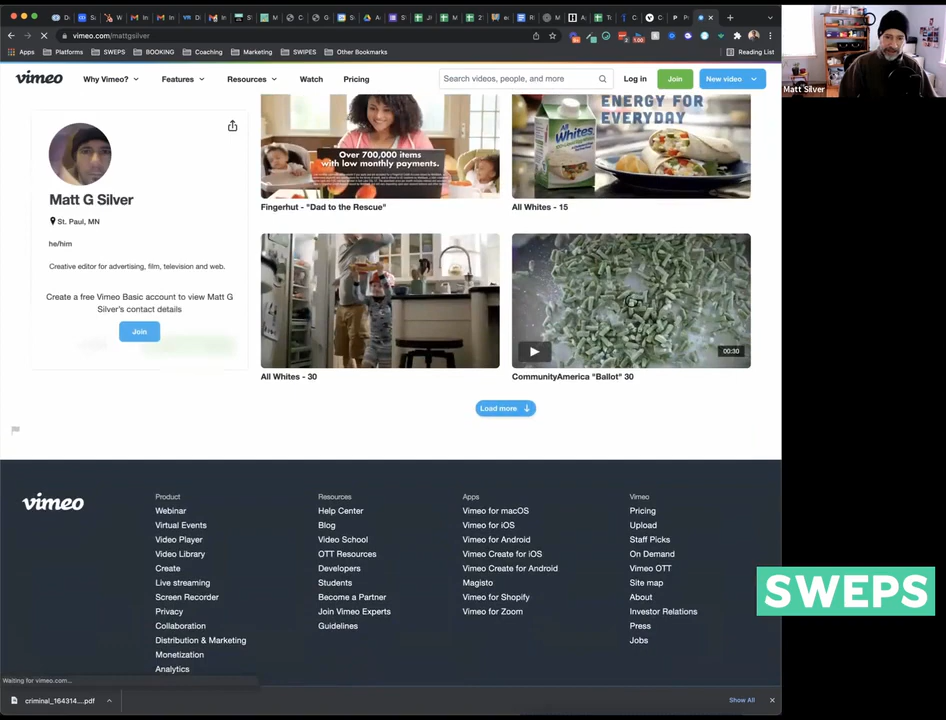 vimeo.com/mattgsilver
Apps
Platforms
SWEPS
BOOKING
Coaching
Marketing
SWIPES
Other Bookmarks
Reading List
vimeo
Why Vimeo?
Features
Resources
Watch
Pricing
Search videos, people, and more
Log in
Join
New video
Matt Silver
Matt G Silver
St. Paul, MN
he/him
Creative editor for advertising, film, television and web.
Create a free Vimeo Basic account to view Matt G
Silver's contact details
Join
Over 700,000 items
with low monthly payments.
Fingerhut - "Dad to the Rescue"
ENERGY FOR
EVERYDAY
All Whites
All Whites - 15
All Whites - 30
00:30
CommunityAmerica "Ballot" 30
Load more
vimeo
Product
Webinar
Virtual Events
Video Player
Video Library
Create
Live streaming
Screen Recorder
Privacy
Collaboration
Distribution & Marketing
Monetization
Analytics
Resources
Help Center
Blog
Video School
OTT Resources
Developers
Students
Become a Partner
Join Vimeo Experts
Guidelines
Apps
Vimeo for macOS
Vimeo for iOS
Vimeo for Android
Vimeo Create for iOS
Vimeo Create for Android
Magisto
Vimeo for Shopify
Vimeo for Zoom
Vimeo
Pricing
Upload
Staff Picks
On Demand
Vimeo OTT
Site map
About
Investor Relations
Press
Jobs
SWEPS
Waiting for vimeo.com...
criminal_164314....pdf
Show All